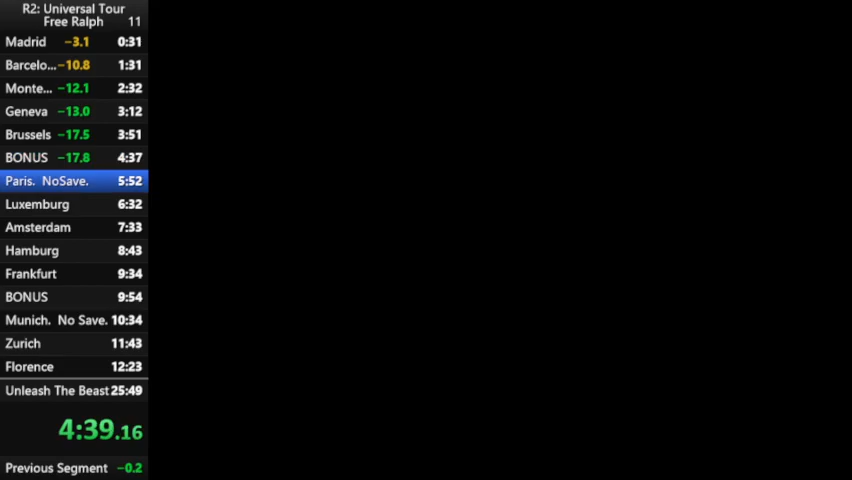 R2: Universal Tour
Free Ralph 11
Madrid −3.1 0:31
Barcelo... −10.8 1:31
Monte... −12.1 2:32
Geneva −13.0 3:12
Brussels −17.5 3:51
BONUS −17.8 4:37
Paris. NoSave. 5:52
Luxemburg 6:32
Amsterdam 7:33
Hamburg 8:43
Frankfurt 9:34
BONUS 9:54
Munich. No Save. 10:34
Zurich 11:43
Florence 12:23
Unleash The Beast 25:49
4:39.16
Previous Segment −0.2